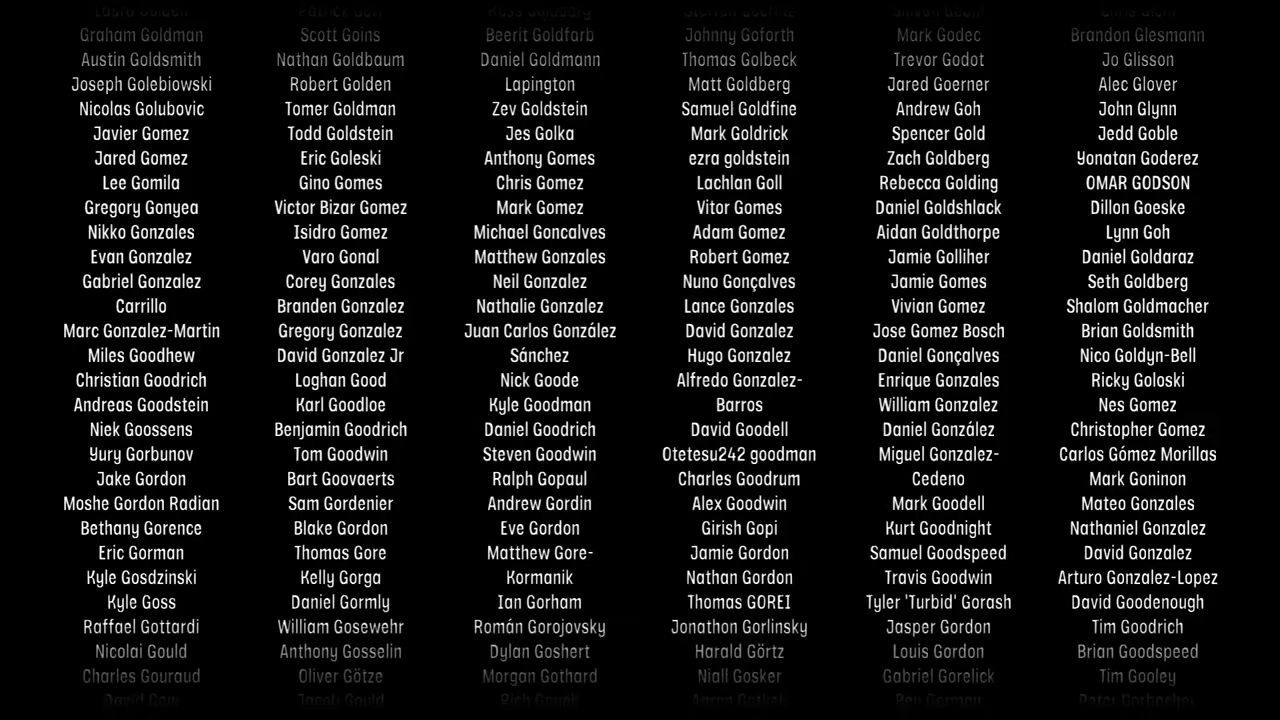 Graham Goldman
Austin Goldsmith
Joseph Golebiowski
Nicolas Golubovic
Javier Gomez
Jared Gomez
Lee Gomila
Gregory Gonyea
Nikko Gonzales
Evan Gonzalez
Gabriel Gonzalez
Carrillo
Marc Gonzalez-Martin
Miles Goodhew
Christian Goodrich
Andreas Goodstein
Niek Goossens
Yury Gorbunov
Jake Gordon
Moshe Gordon Radian
Bethany Gorence
Eric Gorman
Kyle Gosdzinski
Kyle Goss
Raffael Gottardi
Nicolai Gould
Charles Gouraud
David Gow
Scott Goins
Nathan Goldbaum
Robert Golden
Tomer Goldman
Todd Goldstein
Eric Goleski
Gino Gomes
Victor Bizar Gomez
Isidro Gomez
Varo Gonal
Corey Gonzales
Branden Gonzalez
Gregory Gonzalez
David Gonzalez Jr
Loghan Good
Karl Goodloe
Benjamin Goodrich
Tom Goodwin
Bart Goovaerts
Sam Gordenier
Blake Gordon
Thomas Gore
Kelly Gorga
Daniel Gormly
William Gosewehr
Anthony Gosselin
Oliver Götze
Jacob Gould
Beerit Goldfarb
Daniel Goldmann
Lapington
Zev Goldstein
Jes Golka
Anthony Gomes
Chris Gomez
Mark Gomez
Michael Goncalves
Matthew Gonzales
Neil Gonzalez
Nathalie Gonzalez
Juan Carlos González
Sánchez
Nick Goode
Kyle Goodman
Daniel Goodrich
Steven Goodwin
Ralph Gopaul
Andrew Gordin
Eve Gordon
Matthew Gore-
Kormanik
Ian Gorham
Román Gorojovsky
Dylan Goshert
Morgan Gothard
Rich
Johnny Goforth
Thomas Golbeck
Matt Goldberg
Samuel Goldfine
Mark Goldrick
ezra goldstein
Lachlan Goll
Vitor Gomes
Adam Gomez
Robert Gomez
Nuno Gonçalves
Lance Gonzales
David Gonzalez
Hugo Gonzalez
Alfredo Gonzalez-
Barros
David Goodell
Otetesu242 goodman
Charles Goodrum
Alex Goodwin
Girish Gopi
Jamie Gordon
Nathan Gordon
Thomas GOREI
Jonathon Gorlinsky
Harald Görtz
Niall Gosker
Aaron
Mark Godec
Trevor Godot
Jared Goerner
Andrew Goh
Spencer Gold
Zach Goldberg
Rebecca Golding
Daniel Goldshlack
Aidan Goldthorpe
Jamie Golliher
Jamie Gomes
Vivian Gomez
Jose Gomez Bosch
Daniel Gonçalves
Enrique Gonzales
William Gonzalez
Daniel González
Miguel Gonzalez-
Cedeno
Mark Goodell
Kurt Goodnight
Samuel Goodspeed
Travis Goodwin
Tyler 'Turbid' Gorash
Jasper Gordon
Louis Gordon
Gabriel Gorelick
Ben Gorman
Brandon Glesmann
Jo Glisson
Alec Glover
John Glynn
Jedd Goble
Yonatan Goderez
OMAR GODSON
Dillon Goeske
Lynn Goh
Daniel Goldaraz
Seth Goldberg
Shalom Goldmacher
Brian Goldsmith
Nico Goldyn-Bell
Ricky Goloski
Nes Gomez
Christopher Gomez
Carlos Gómez Morillas
Mark Goninon
Mateo Gonzales
Nathaniel Gonzalez
David Gonzalez
Arturo Gonzalez-Lopez
David Goodenough
Tim Goodrich
Brian Goodspeed
Tim Gooley
Peter